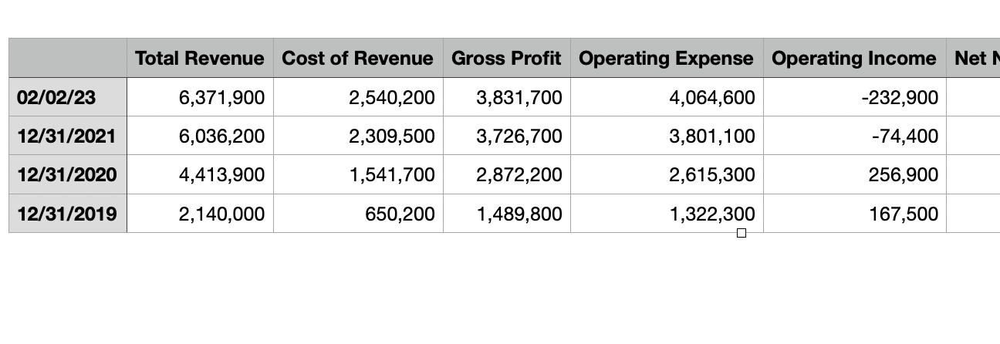 Total Revenue Cost of Revenue Gross Profit Operating Expense Operating Income Net
02/02/23 6,371,900 2,540,200 3,831,700 4,064,600 -232,900
12/31/2021 6,036,200 2,309,500 3,726,700 3,801,100 -74,400
12/31/2020 4,413,900 1,541,700 2,872,200 2,615,300 256,900
12/31/2019 2,140,000 650,200 1,489,800 1,322,300 167,500